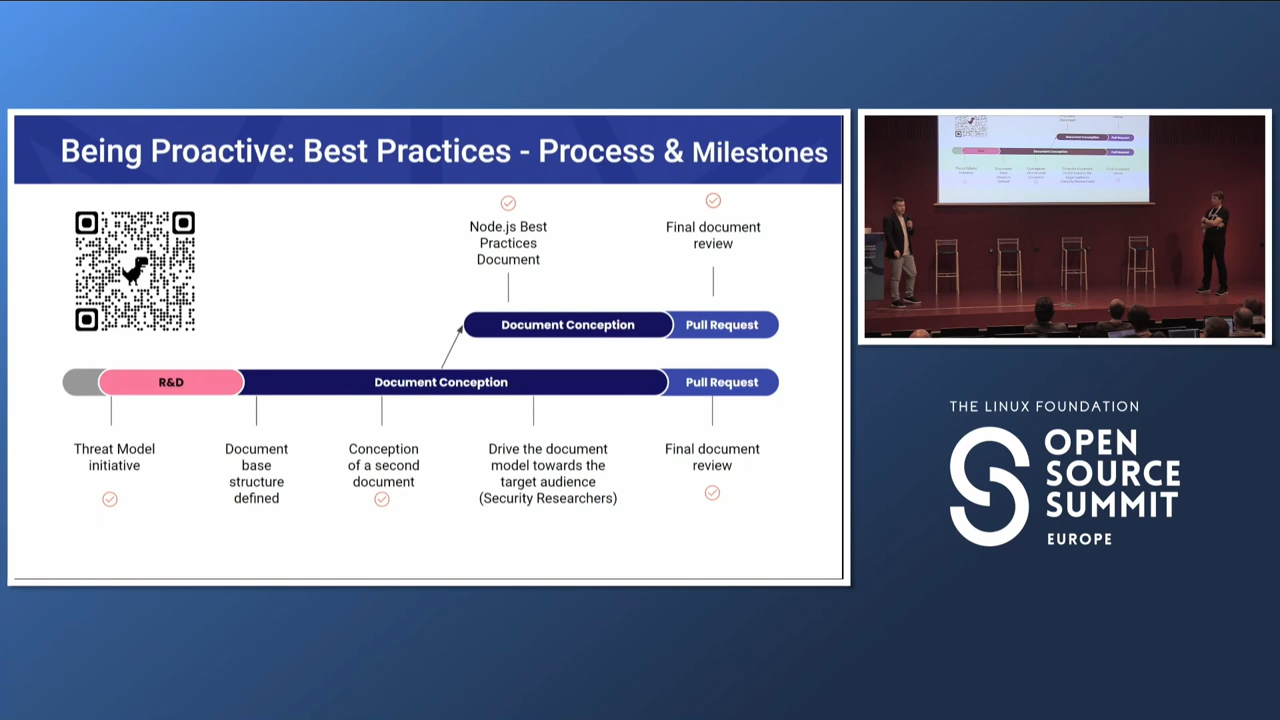 Being Proactive: Best Practices - Process & Milestones
Node.js Best
Practices
Document
Final document
review
Document Conception
Pull Request
R&D
Document Conception
Pull Request
Threat Model
initiative
Document
base
structure
defined
Conception
of a second
document
Drive the document
model towards the
target audience
(Security Researchers)
Final document
review
THE LINUX FOUNDATION
OPEN
SOURCE
SUMMIT
EUROPE